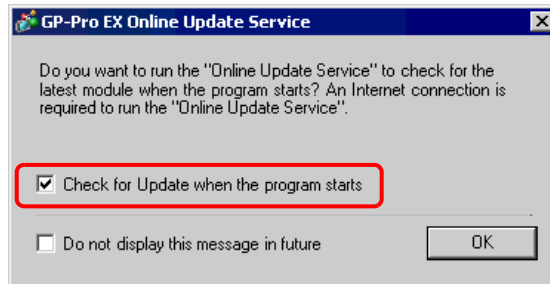 GP-Pro EX Online Update Service
Do you want to run the "Online Update Service" to check for the
latest module when the program starts? An Internet connection is
required to run the "Online Update Service".
Check for Update when the program starts
Do not display this message in future
OK